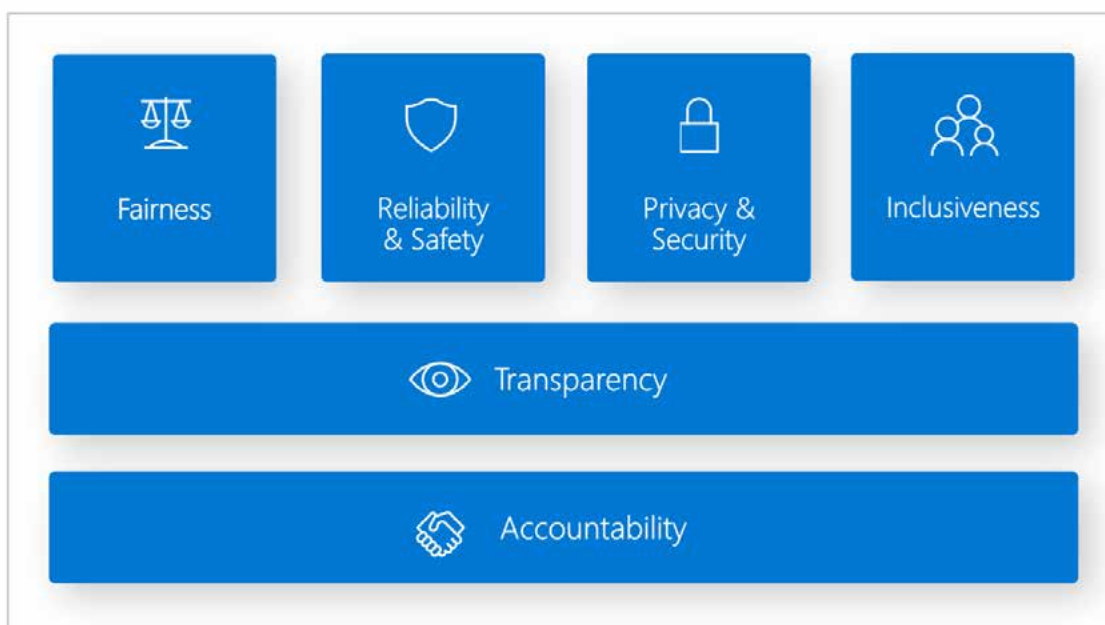 Fairness
Reliability
& Safety
Privacy &
Security
Inclusiveness
Transparency
Accountability